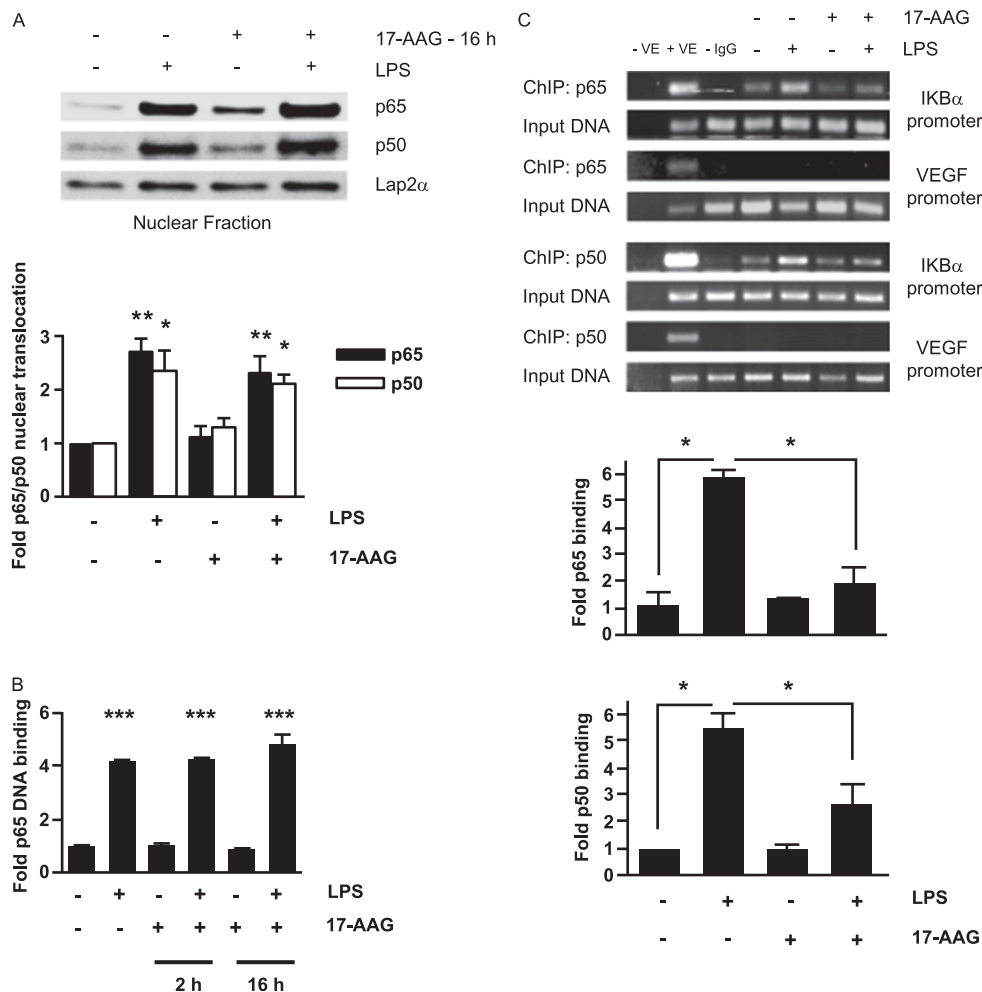 A
- - + + 17-AAG - 16 h
- + - + LPS
p65
p50
Lap2α
Nuclear Fraction
Fold p65/p50 nuclear translocation
3
2
1
0
** * ** *
p65
p50
- + - + LPS
- - + + 17-AAG
B
Fold p65 DNA binding
6
4
2
0
*** *** ***
- + - + - + LPS
- - + + + + 17-AAG
2 h 16 h
C
- - + + 17-AAG
- VE + VE - IgG - + - + LPS
ChIP: p65
Input DNA
IKBα
promoter
ChIP: p65
Input DNA
VEGF
promoter
ChIP: p50
Input DNA
IKBα
promoter
ChIP: p50
Input DNA
VEGF
promoter
Fold p65 binding
6
5
4
3
2
1
0
* *
Fold p50 binding
6
5
4
3
2
1
0
* *
- + - + LPS
- - + + 17-AAG